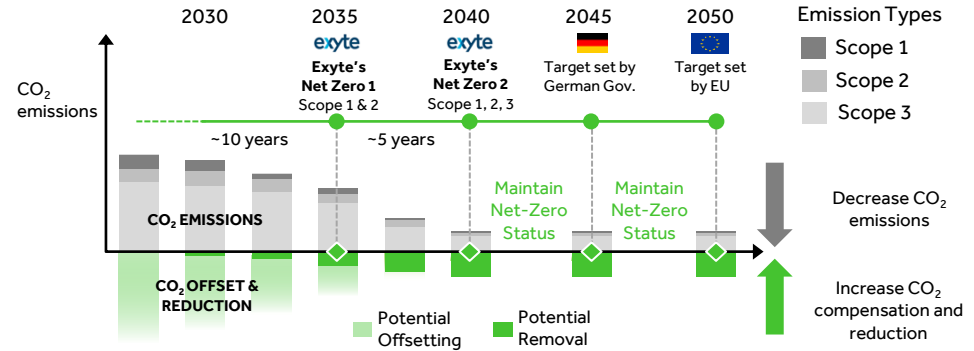 2030
2035
2040
2045
2050
Emission Types
exyte
exyte
Scope 1
Scope 2
Scope 3
Exyte's
Net Zero 1
Scope 1 & 2
Exyte's
Net Zero 2
Scope 1, 2, 3
Target set by
German Gov.
Target set
by EU
CO₂
emissions
~10 years
~5 years
Maintain
Net-Zero
Status
Maintain
Net-Zero
Status
CO₂ EMISSIONS
Decrease CO₂
emissions
CO₂ OFFSET &
REDUCTION
Increase CO₂
compensation and
reduction
Potential
Offsetting
Potential
Removal